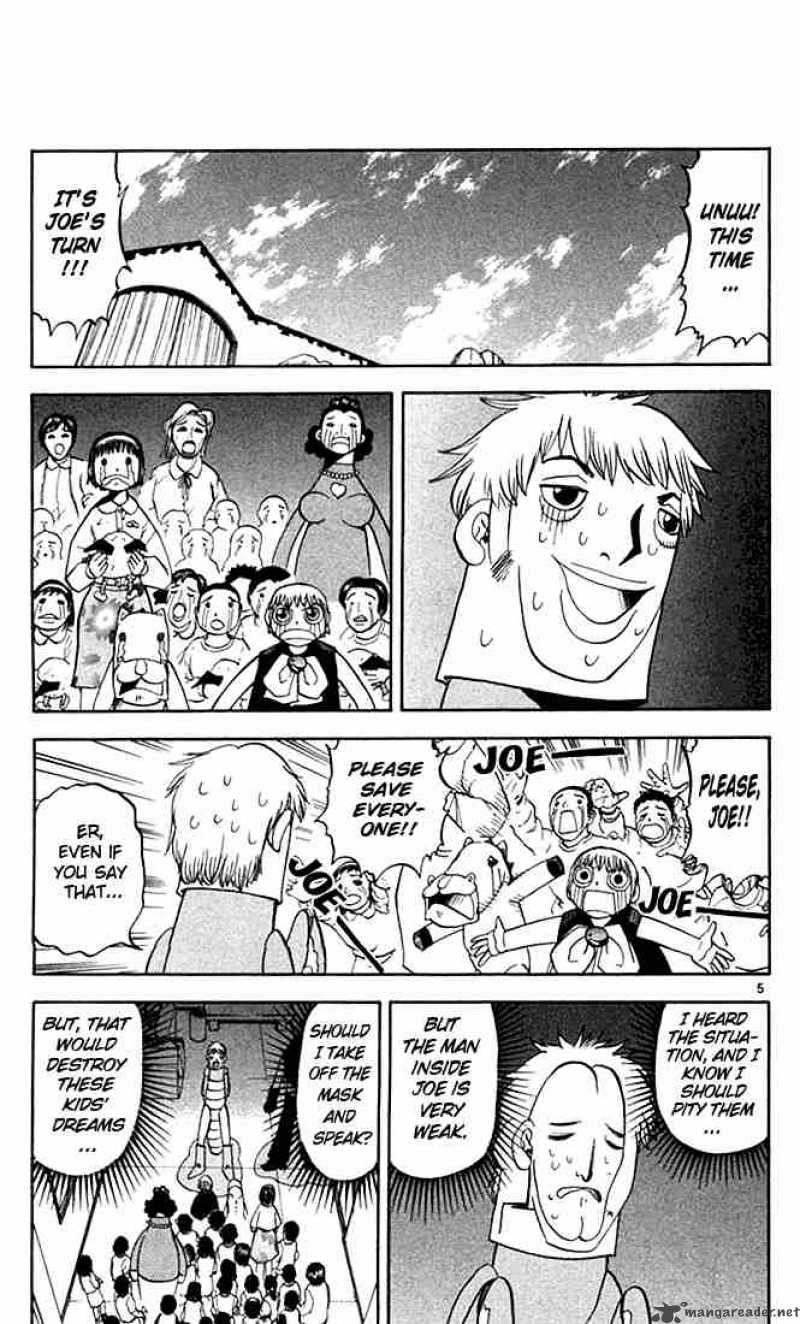 UNUU!
THIS
TIME
...
IT'S
JOE'S
TURN
!!!
PLEASE,
JOE!!
JOE
JOE
PLEASE
SAVE
EVERY-
ONE!!
JOE
ER,
EVEN IF
YOU SAY
THAT...
5
I HEARD
THE SITUA-
TION, AND I
KNOW I
SHOULD
PITY THEM
...
BUT
THE MAN
INSIDE
JOE IS
VERY
WEAK.
SHOULD
I TAKE
OFF THE
MASK
AND
SPEAK?
BUT, THAT
WOULD
DESTROY
THESE
KIDS'
DREAMS
...
mangareader.net